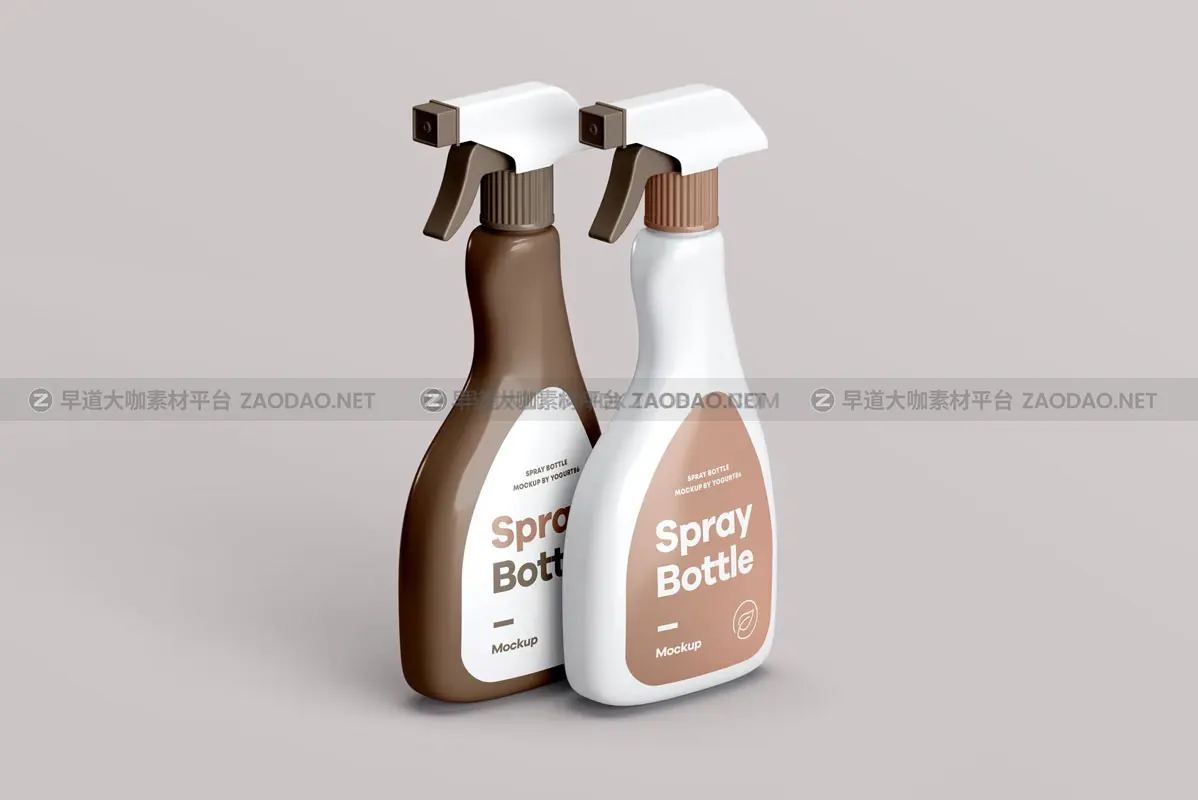 早道大咖素材平台 ZAODAO.NET
早道大咖素材平台 ZAODAO.NET
早道大咖素材平台 ZAODAO.NET
SPRAY BOTTLE
MOCKUP BY YOGURT86
Spra
Bott
Mockup
SPRAY BOTTLE
MOCKUP BY YOGURT86
Spray
Bottle
Mockup